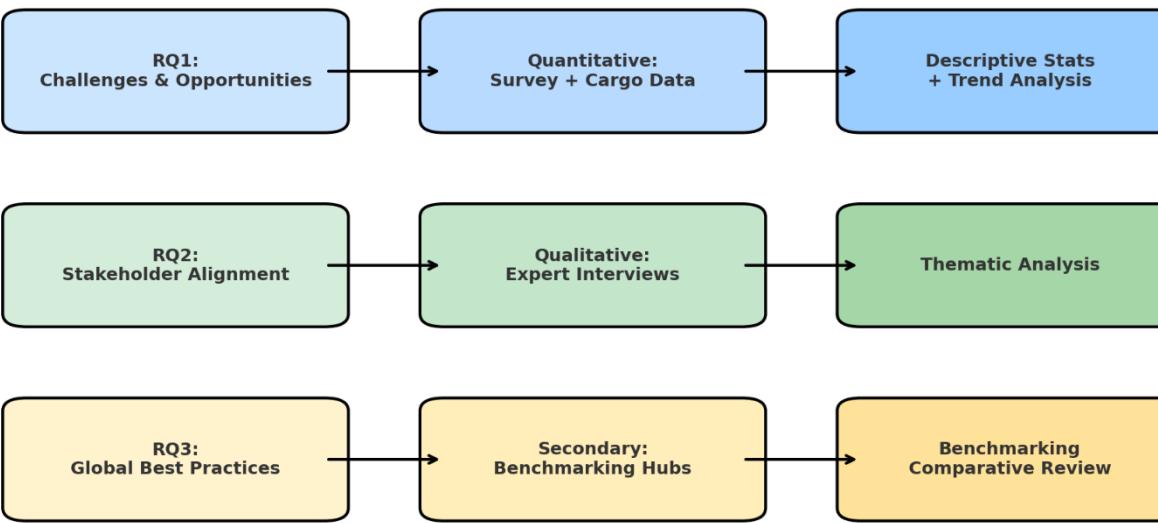 RQ1:
Challenges & Opportunities
Quantitative:
Survey + Cargo Data
Descriptive Stats
+ Trend Analysis
RQ2:
Stakeholder Alignment
Qualitative:
Expert Interviews
Thematic Analysis
RQ3:
Global Best Practices
Secondary:
Benchmarking Hubs
Benchmarking
Comparative Review